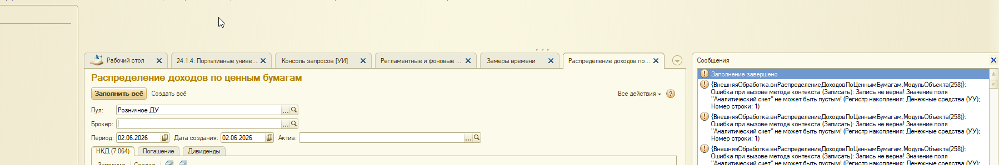 Рабочий стол
24.1.4: Портативные униве...
Консоль запросов [УИ]
Регламентные и фоновые ...
Замеры времени
Распределение доходов по...
Распределение доходов по ценным бумагам
Заполнить всё
Создать всё
Все действия
?
Пул:
Розничное ДУ
...
Брокер:
...
Период:
02.06.2026
Дата создания:
02.06.2026
Актив:
...
НКД (7 064)
Погашение
Дивиденды
Заполнить
Создать
Сообщения
Заполнение завершено
{ВнешняяОбработка.внРаспределениеДоходовПоЦеннымБумагам.МодульОбъекта(258)}:
Ошибка при вызове метода контекста (Записать): Запись не верна! Значение поля
"Аналитический счет" не может быть пустым! (Регистр накопления: Денежные средства (УУ);
Номер строки: 1)
{ВнешняяОбработка.внРаспределениеДоходовПоЦеннымБумагам.МодульОбъекта(258)}:
Ошибка при вызове метода контекста (Записать): Запись не верна! Значение поля
"Аналитический счет" не может быть пустым! (Регистр накопления: Денежные средства (УУ);
Номер строки: 1)
{ВнешняяОбработка.внРаспределениеДоходовПоЦеннымБумагам.МодульОбъекта(258)}:
Ошибка при вызове метода контекста (Записать): Запись не верна! Значение поля
"Аналитический счет" не может быть пустым! (Регистр накопления: Денежные средства (УУ);